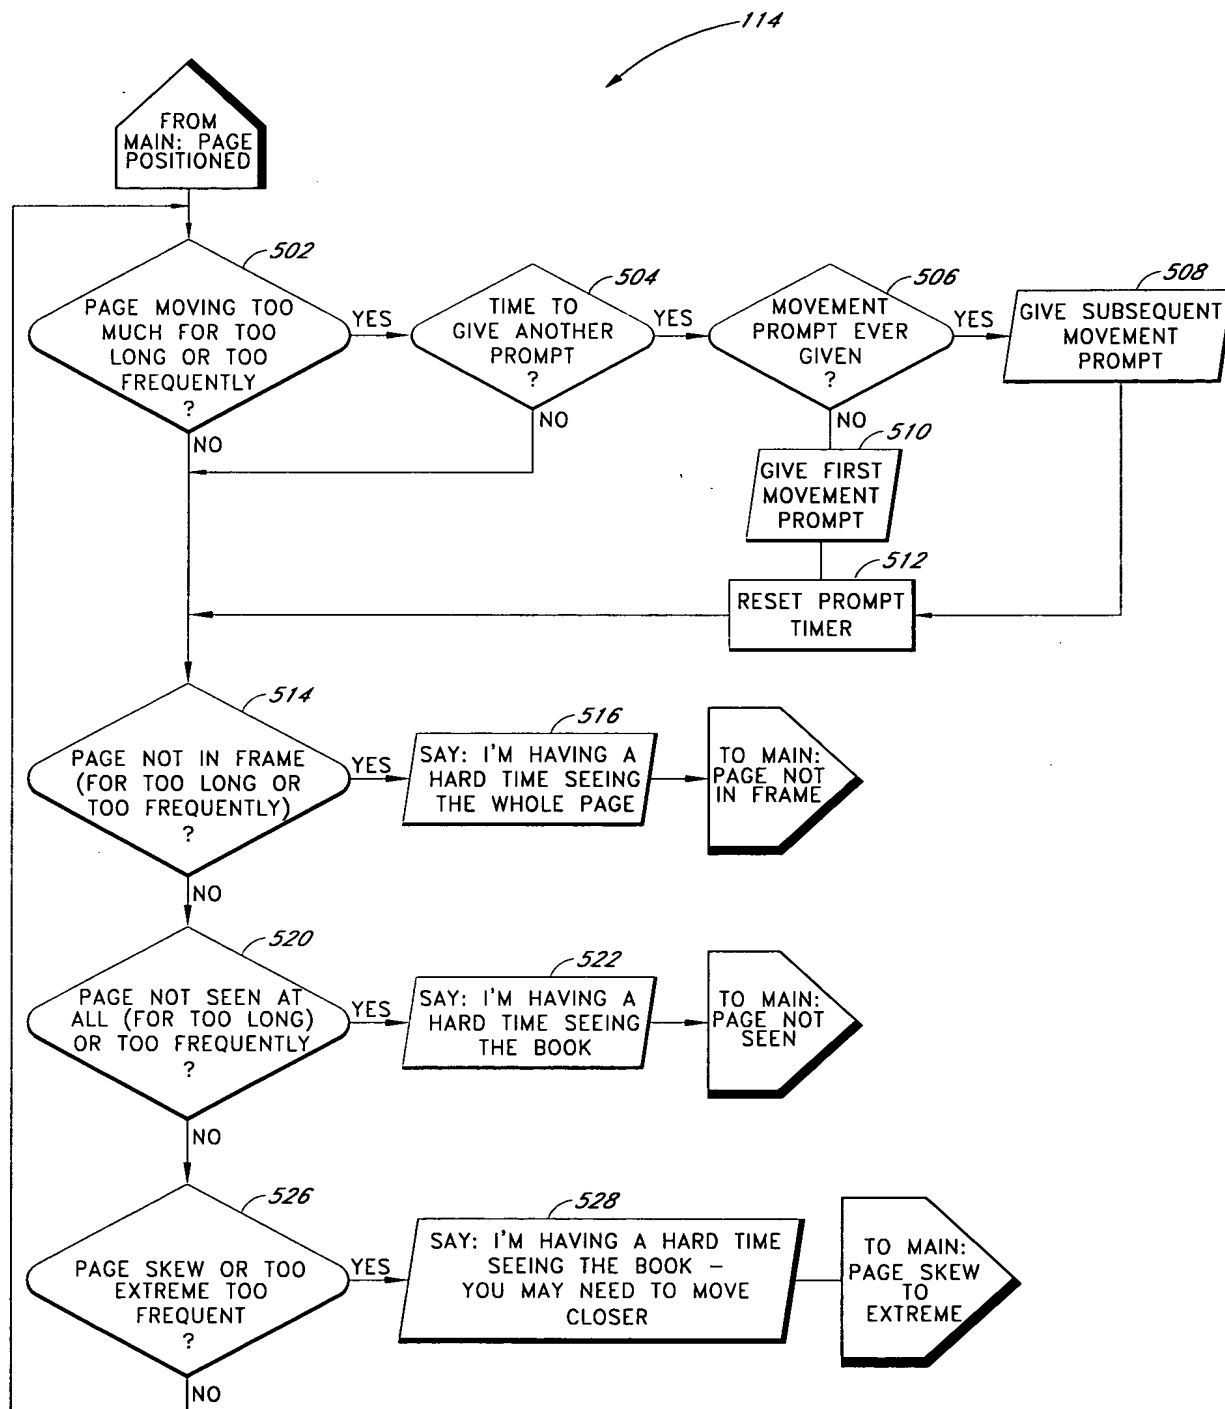 114
FROM
MAIN: PAGE
POSITIONED
502
PAGE MOVING TOO
MUCH FOR TOO
LONG OR TOO
FREQUENTLY
?
YES
NO
504
TIME TO
GIVE ANOTHER
PROMPT
?
YES
NO
506
MOVEMENT
PROMPT EVER
GIVEN
?
YES
NO
508
GIVE SUBSEQUENT
MOVEMENT
PROMPT
510
GIVE FIRST
MOVEMENT
PROMPT
512
RESET PROMPT
TIMER
514
PAGE NOT IN FRAME
(FOR TOO LONG OR
TOO FREQUENTLY)
?
YES
NO
516
SAY: I'M HAVING A
HARD TIME SEEING
THE WHOLE PAGE
TO MAIN:
PAGE NOT
IN FRAME
520
PAGE NOT SEEN AT
ALL (FOR TOO LONG)
OR TOO FREQUENTLY
?
YES
NO
522
SAY: I'M HAVING A
HARD TIME SEEING
THE BOOK
TO MAIN:
PAGE NOT
SEEN
526
PAGE SKEW OR TOO
EXTREME TOO
FREQUENT
?
YES
NO
528
SAY: I'M HAVING A HARD TIME
SEEING THE BOOK –
YOU MAY NEED TO MOVE
CLOSER
TO MAIN:
PAGE SKEW
TO
EXTREME